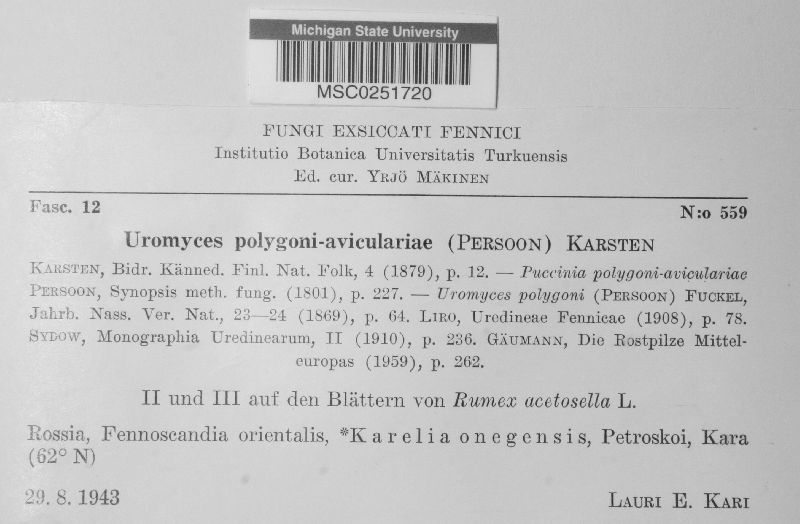 Michigan State University
MSC0251720
FUNGI EXSICCATI FENNICI
Institutio Botanica Universitatis Turkuensis
Ed. cur. YRJÖ MÄKINEN
Fasc. 12
N:o 559
Uromyces polygoni-aviculariae (PERSOON) KARSTEN
KARSTEN, Bidr. Känned. Finl. Nat. Folk, 4 (1879), p. 12. — Puccinia polygoni-aviculariae
PERSOON, Synopsis meth. fung. (1801), p. 227. — Uromyces polygoni (PERSOON) FUCKEL,
Jahrb. Nass. Ver. Nat., 23—24 (1869), p. 64. LIRO, Uredineae Fennicae (1908), p. 78.
SYDOW, Monographia Uredinearum, II (1910), p. 236. GÄUMANN, Die Rostpilze Mittel-
europas (1959), p. 262.
II und III auf den Blättern von Rumex acetosella L.
Rossia, Fennoscandia orientalis, *Karelia onegensis, Petroskoi, Kara
(62° N)
29. 8. 1943
LAURI E. KARI